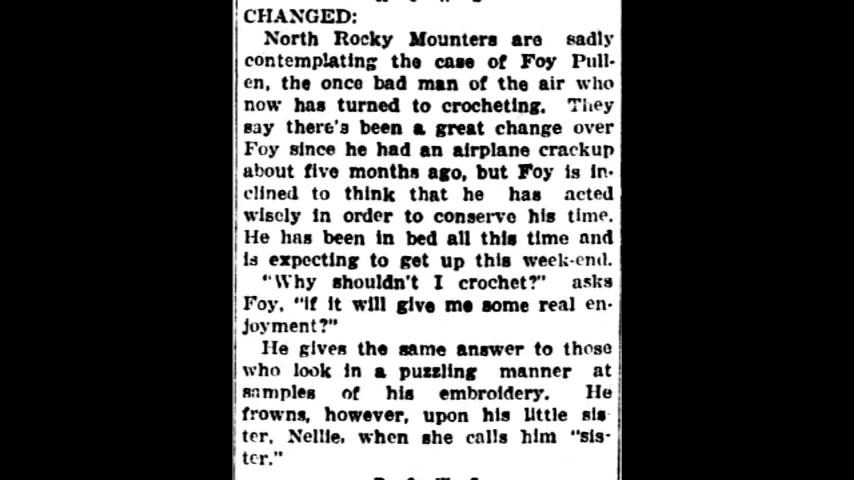 CHANGED:
North Rocky Mounters are sadly
contemplating the case of Foy Pull-
en, the once bad man of the air who
now has turned to crocheting. They
say there's been a great change over
Foy since he had an airplane crackup
about five months ago, but Foy is in-
clined to think that he has acted
wisely in order to conserve his time.
He has been in bed all this time and
is expecting to get up this week-end.
"Why shouldn't I crochet?" asks
Foy, "if it will give me some real en-
joyment?"
He gives the same answer to those
who look in a puzzling manner at
samples of his embroidery. He
frowns, however, upon his little sis-
ter, Nellie, when she calls him "sis-
ter."